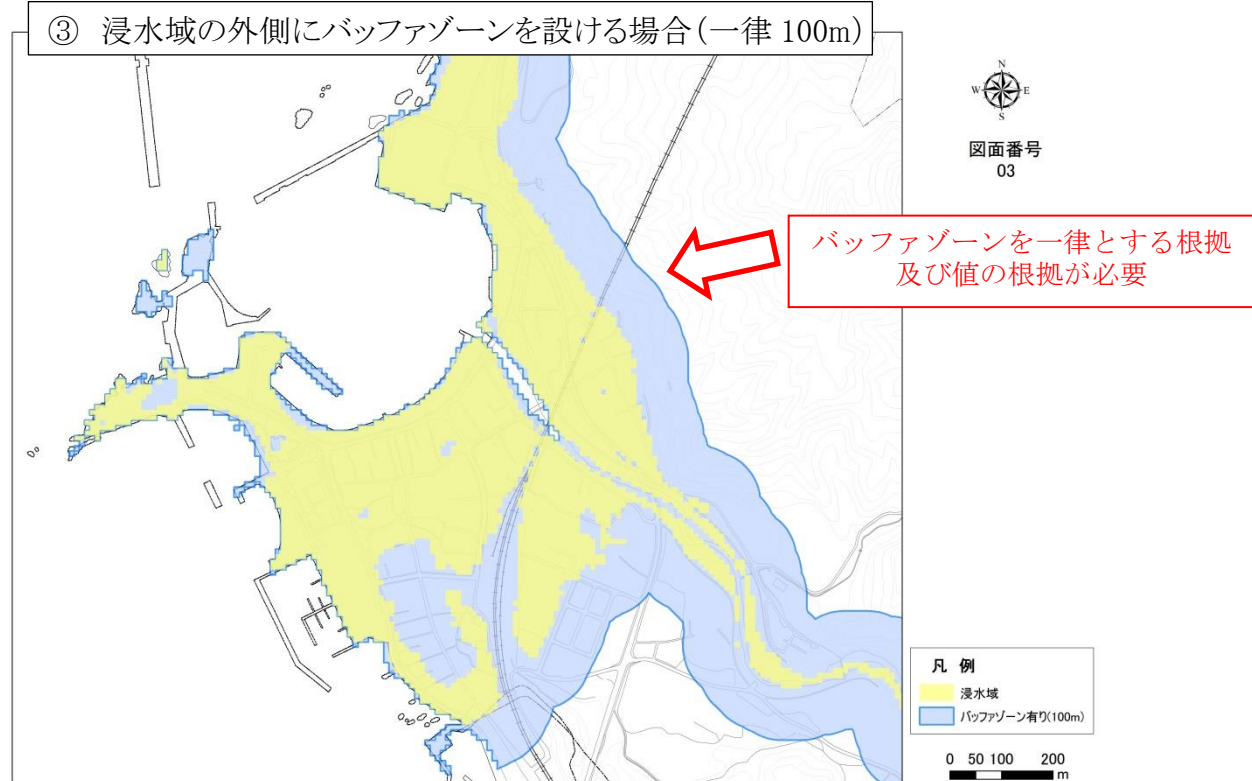 ③ 浸水域の外側にバッファゾーンを設ける場合(一律 100m)
N
W E
S
図面番号
03
バッファゾーンを一律とする根拠
及び値の根拠が必要
凡 例
浸水域
バッファゾーン有り(100m)
0 50 100 200
m